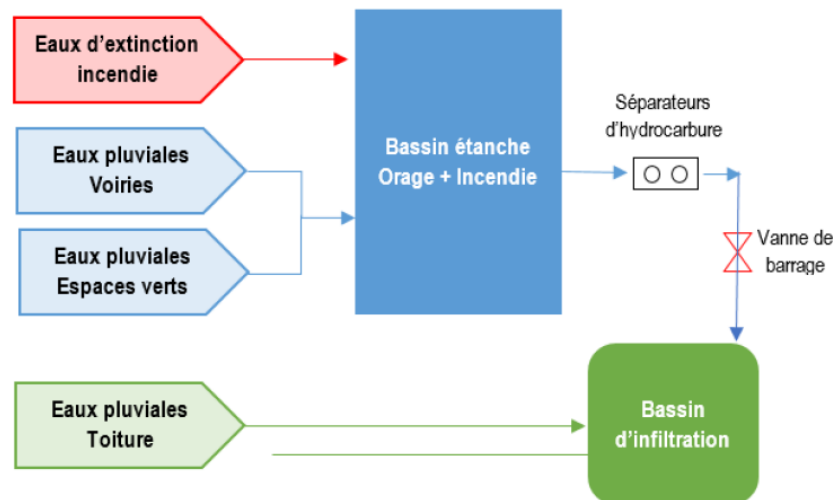 Eaux d'extinction
incendie
Eaux pluviales
Voiries
Eaux pluviales
Espaces verts
Bassin étanche
Orage + Incendie
Séparateurs
d'hydrocarbure
Vanne de
barrage
Eaux pluviales
Toiture
Bassin
d'infiltration